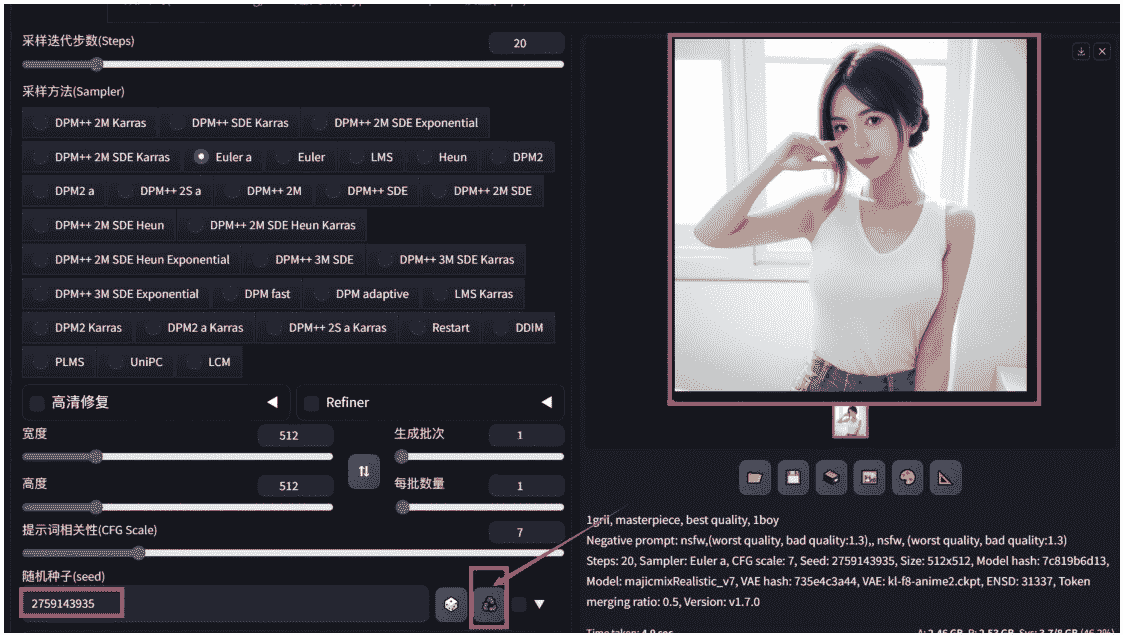 采样迭代步数(Steps)
20
采样方法(Sampler)
DPM++ 2M Karras
DPM++ SDE Karras
DPM++ 2M SDE Exponential
DPM++ 2M SDE Karras
Euler a
Euler
LMS
Heun
DPM2
DPM2 a
DPM++ 2S a
DPM++ 2M
DPM++ SDE
DPM++ 2M SDE
DPM++ 2M SDE Heun
DPM++ 2M SDE Heun Karras
DPM++ 2M SDE Heun Exponential
DPM++ 3M SDE
DPM++ 3M SDE Karras
DPM++ 3M SDE Exponential
DPM fast
DPM adaptive
LMS Karras
DPM2 Karras
DPM2 a Karras
DPM++ 2S a Karras
Restart
DDIM
PLMS
UniPC
LCM
高清修复
Refiner
宽度
512
生成批次
1
高度
512
每批数量
1
提示词相关性(CFG Scale)
7
随机种子(seed)
2759143935
1gril, masterpiece, best quality, 1boy
Negative prompt: nsfw,(worst quality, bad quality:1.3),, nsfw, (worst quality, bad quality:1.3)
Steps: 20, Sampler: Euler a, CFG scale: 7, Seed: 2759143935, Size: 512x512, Model hash: 7c819b6d13,
Model: majicmixRealistic_v7, VAE hash: 735e4c3a44, VAE: kl-f8-anime2.ckpt, ENSD: 31337, Token
merging ratio: 0.5, Version: v1.7.0
Time taken: 4.9 sec.